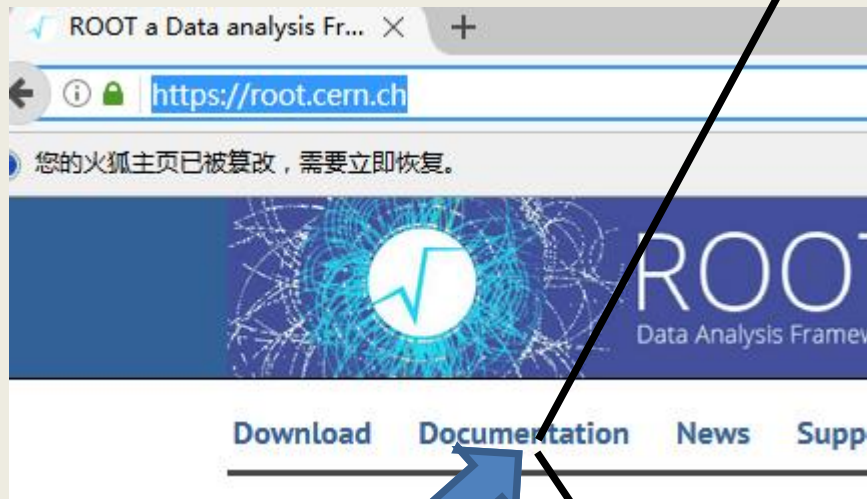 ROOT a Data analysis Fr...
https://root.cern.ch
您的火狐主页已被篡改，需要立即恢复。
ROOT
Data Analysis Framew
Download Documentation News Supp